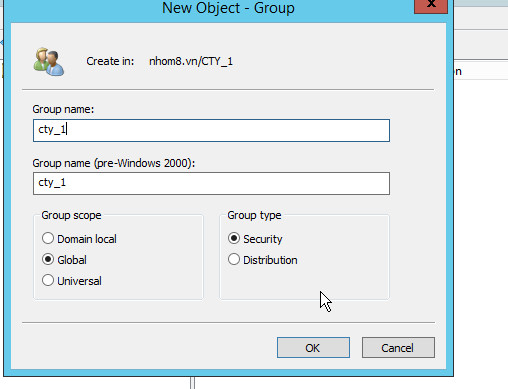 New Object - Group
x
Create in: nhom8.vn/CTY_1
Group name:
cty_1
Group name (pre-Windows 2000):
cty_1
Group scope
Domain local
Global
Universal
Group type
Security
Distribution
OK Cancel